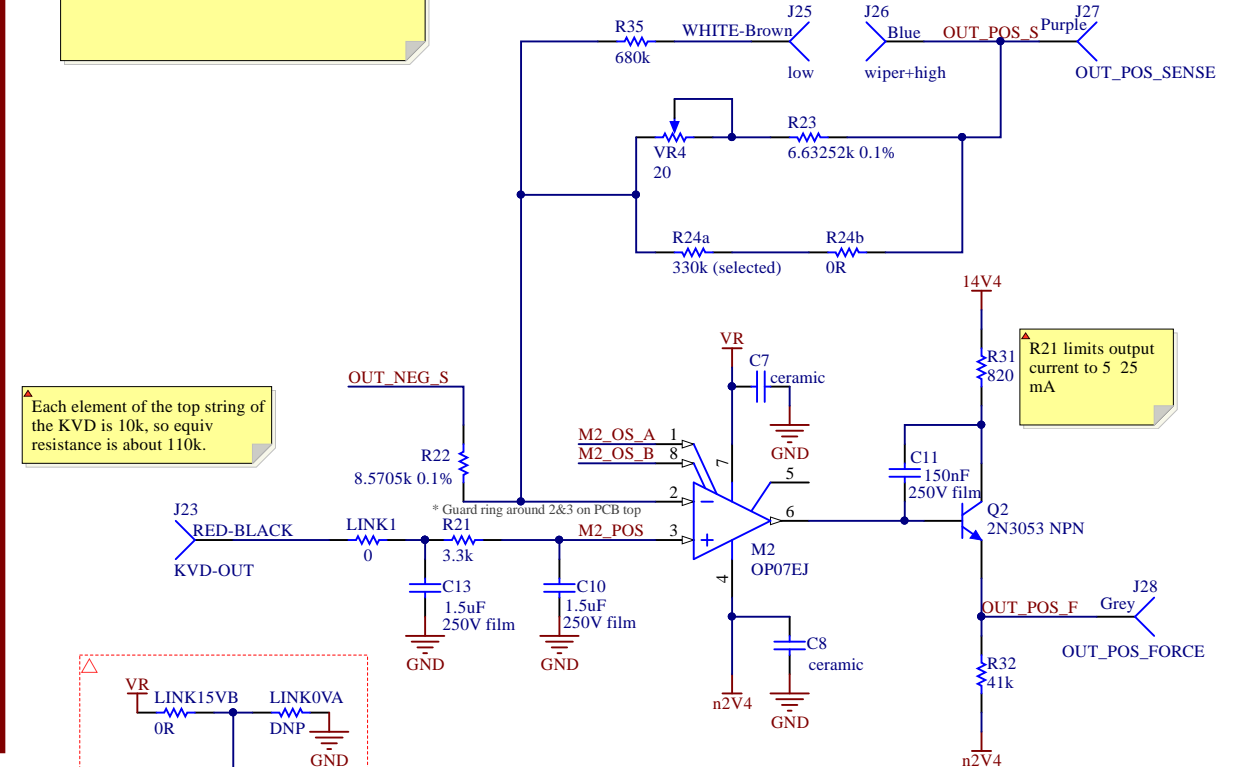 J25
J26
J27
R35
WHITE-Brown
Blue
OUT_POS_S
Purple
680k
low
wiper+high
OUT_POS_SENSE
R23
VR4
6.63252k 0.1%
20
R24a
R24b
330k (selected)
0R
14V4
R31
820
R21 limits output
current to 5 25
mA
VR
C7
ceramic
GND
OUT_NEG_S
Each element of the top string of
the KVD is 10k, so equiv
resistance is about 110k.
R22
8.5705k 0.1%
M2_OS_A
1
M2_OS_B
8
7
5
C11
150nF
250V film
2
* Guard ring around 2&3 on PCB top
6
Q2
2N3053 NPN
J23
RED-BLACK
LINK1
R21
M2_POS
3
0
3.3k
KVD-OUT
M2
OP07EJ
4
C13
1.5uF
250V film
GND
C10
1.5uF
250V film
GND
J28
OUT_POS_F
Grey
OUT_POS_FORCE
C8
ceramic
R32
41k
n2V4
GND
n2V4
VR
LINK15VB
LINK0VA
0R
DNP
GND